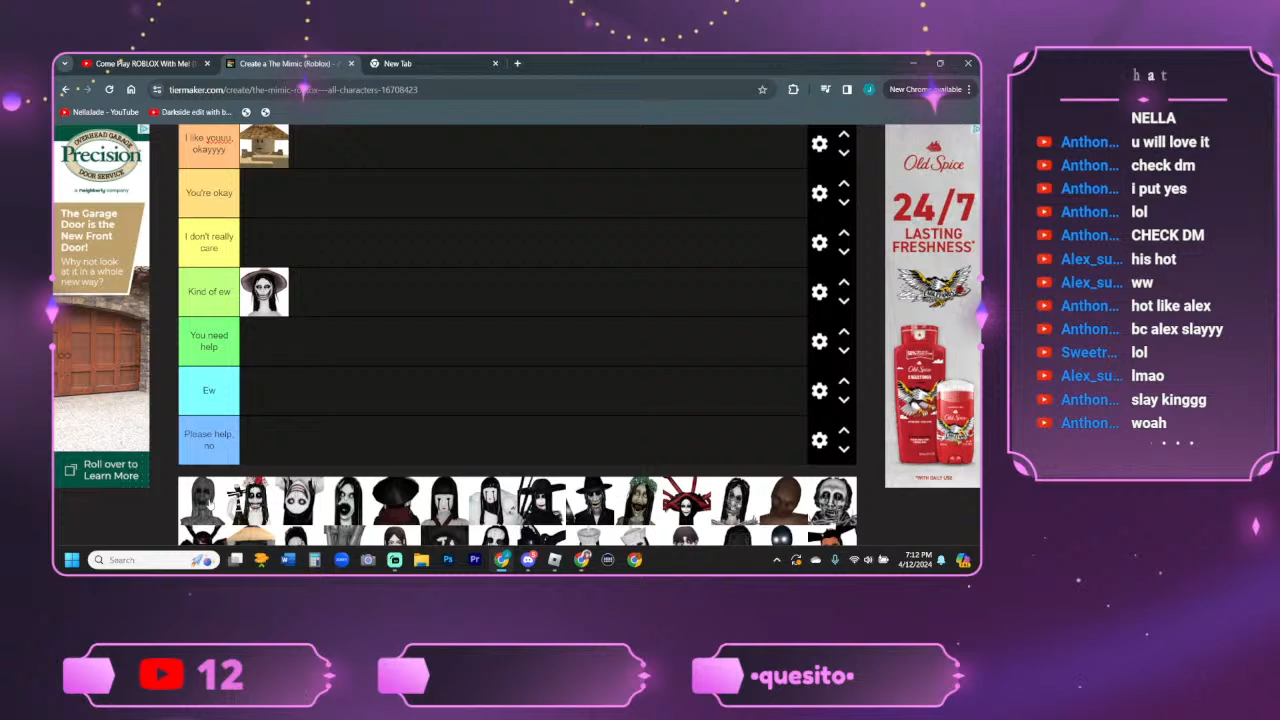 Come Play ROBLOX With Me! (
Create a The Mimic (Roblox) -
New Tab
tiermaker.com/create/the-mimic-roblox---all-characters-16708423
New Chrome available
NellaJade - YouTube
Darkside edit with b...
OVERHEAD GARAGE
Precision
DOOR SERVICE
a neighborly company
The Garage
Door is the
New Front
Door!
Why not look
at it in a whole
new way?
Roll over to
Learn More
I like youuu,
okayyyy
You're okay
I don't really
care
Kind of ew
You need
help
Ew
Please help,
no
Old Spice
24/7
LASTING
FRESHNESS*
*WITH DAILY USE
Search
7:12 PM
4/12/2024
hat
NELLA
Anthon... u will love it
Anthon... check dm
Anthon... i put yes
Anthon... lol
Anthon... CHECK DM
Alex_su... his hot
Alex_su... ww
Anthon... hot like alex
Anthon... bc alex slayyy
Sweetr... lol
Alex_su... lmao
Anthon... slay kinggg
Anthon... woah
12
•quesito•